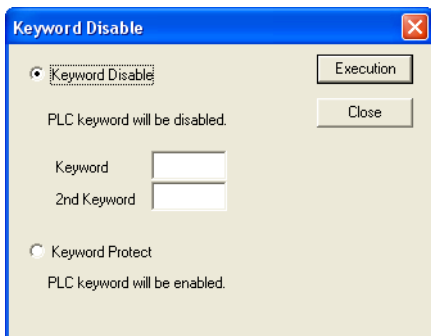 Keyword Disable
Keyword Disable
Execution
PLC keyword will be disabled.
Close
Keyword
2nd Keyword
Keyword Protect
PLC keyword will be enabled.